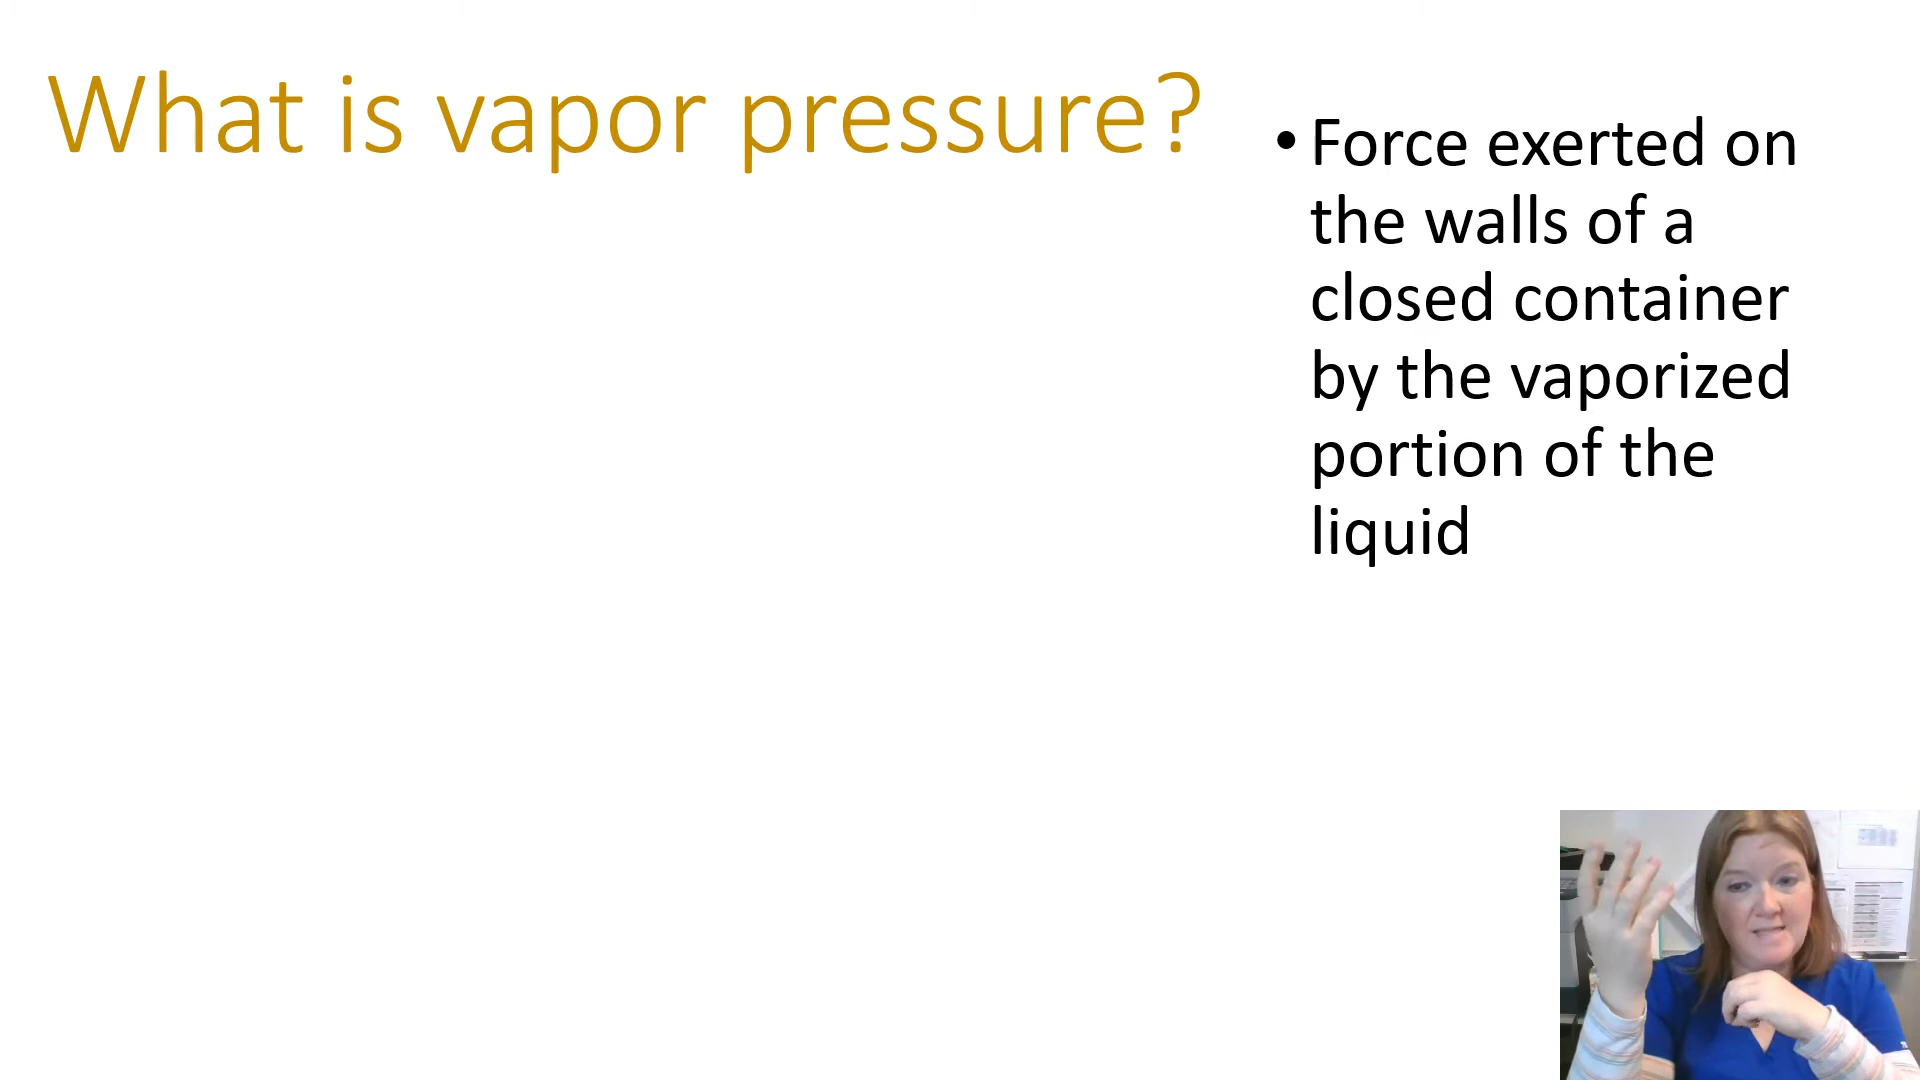 What is vapor pressure?
• Force exerted on
the walls of a
closed container
by the vaporized
portion of the
liquid